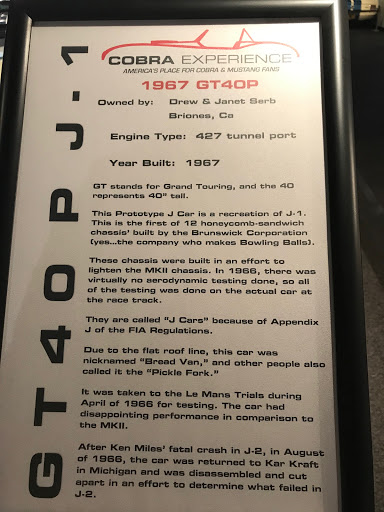 COBRA EXPERIENCE
AMERICA'S PLACE FOR COBRA & MUSTANG FANS
1967 GT40P
Owned by: Drew & Janet Serb
Briones, Ca
Engine Type: 427 tunnel port
Year Built: 1967
GT stands for Grand Touring, and the 40
represents 40" tall.
This Prototype J Car is a recreation of J-1.
This is the first of 12 honeycomb-sandwich
chassis' built by the Brunswick Corporation
(yes...the company who makes Bowling Balls).
These chassis were built in an effort to
lighten the MKII chassis. In 1966, there was
virtually no aerodynamic testing done, so all
of the testing was done on the actual car at
the race track.
They are called "J Cars" because of Appendix
J of the FIA Regulations.
Due to the flat roof line, this car was
nicknamed "Bread Van," and other people also
called it the "Pickle Fork."
It was taken to the Le Mans Trials during
April of 1966 for testing. The car had
disappointing performance in comparison to
the MKII.
After Ken Miles' fatal crash in J-2, in August
of 1966, the car was returned to Kar Kraft
in Michigan and was disassembled and cut
apart in an effort to determine what failed in
J-2.
GT40P J-1